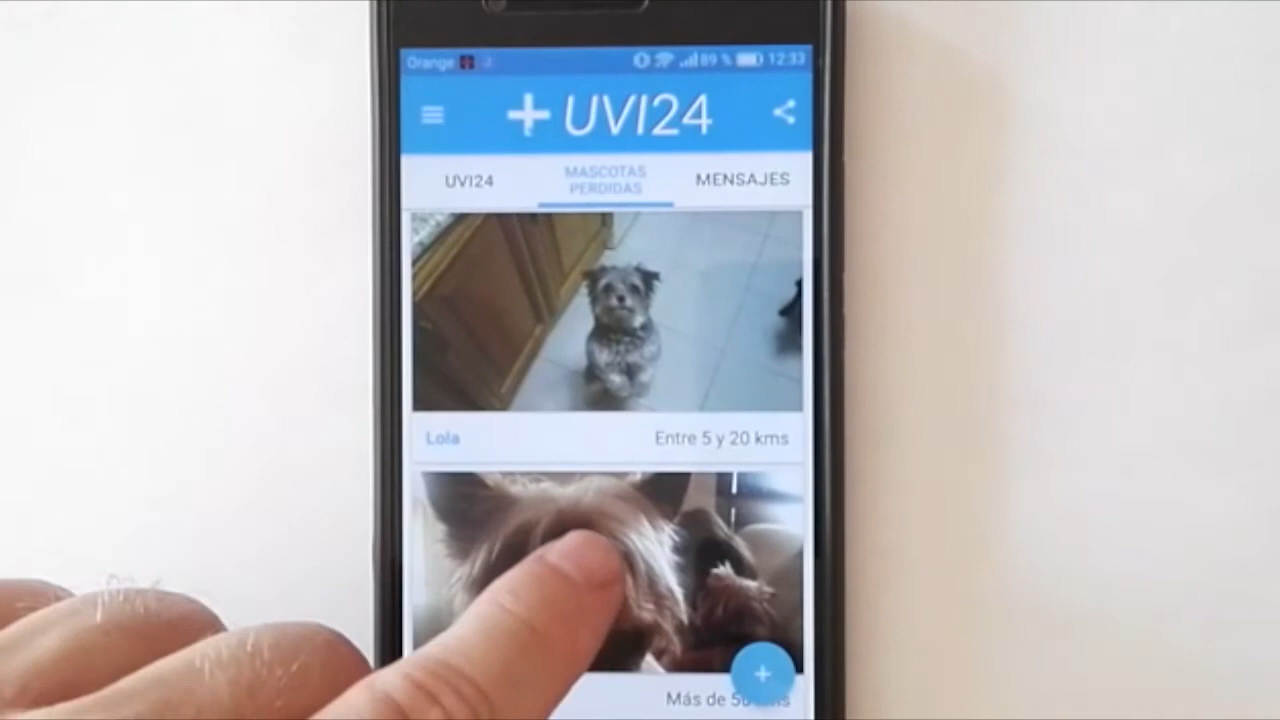 Orange 89 % 12:33
UVI24
UVI24
MASCOTAS
PERDIDAS
MENSAJES
Lola
Entre 5 y 20 kms
Más de